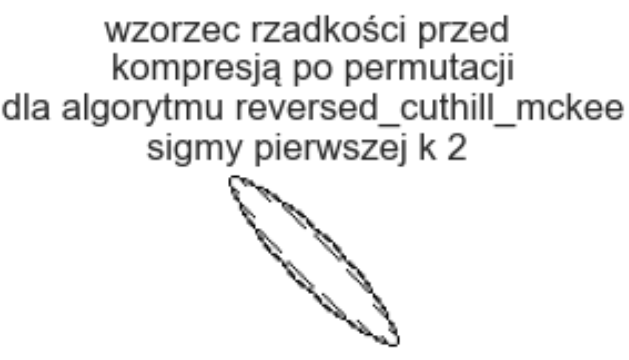 wzorzec rzadkości przed
kompresją po permutacji
dla algorytmu reversed_cuthill_mckee
sigmy pierwszej k 2